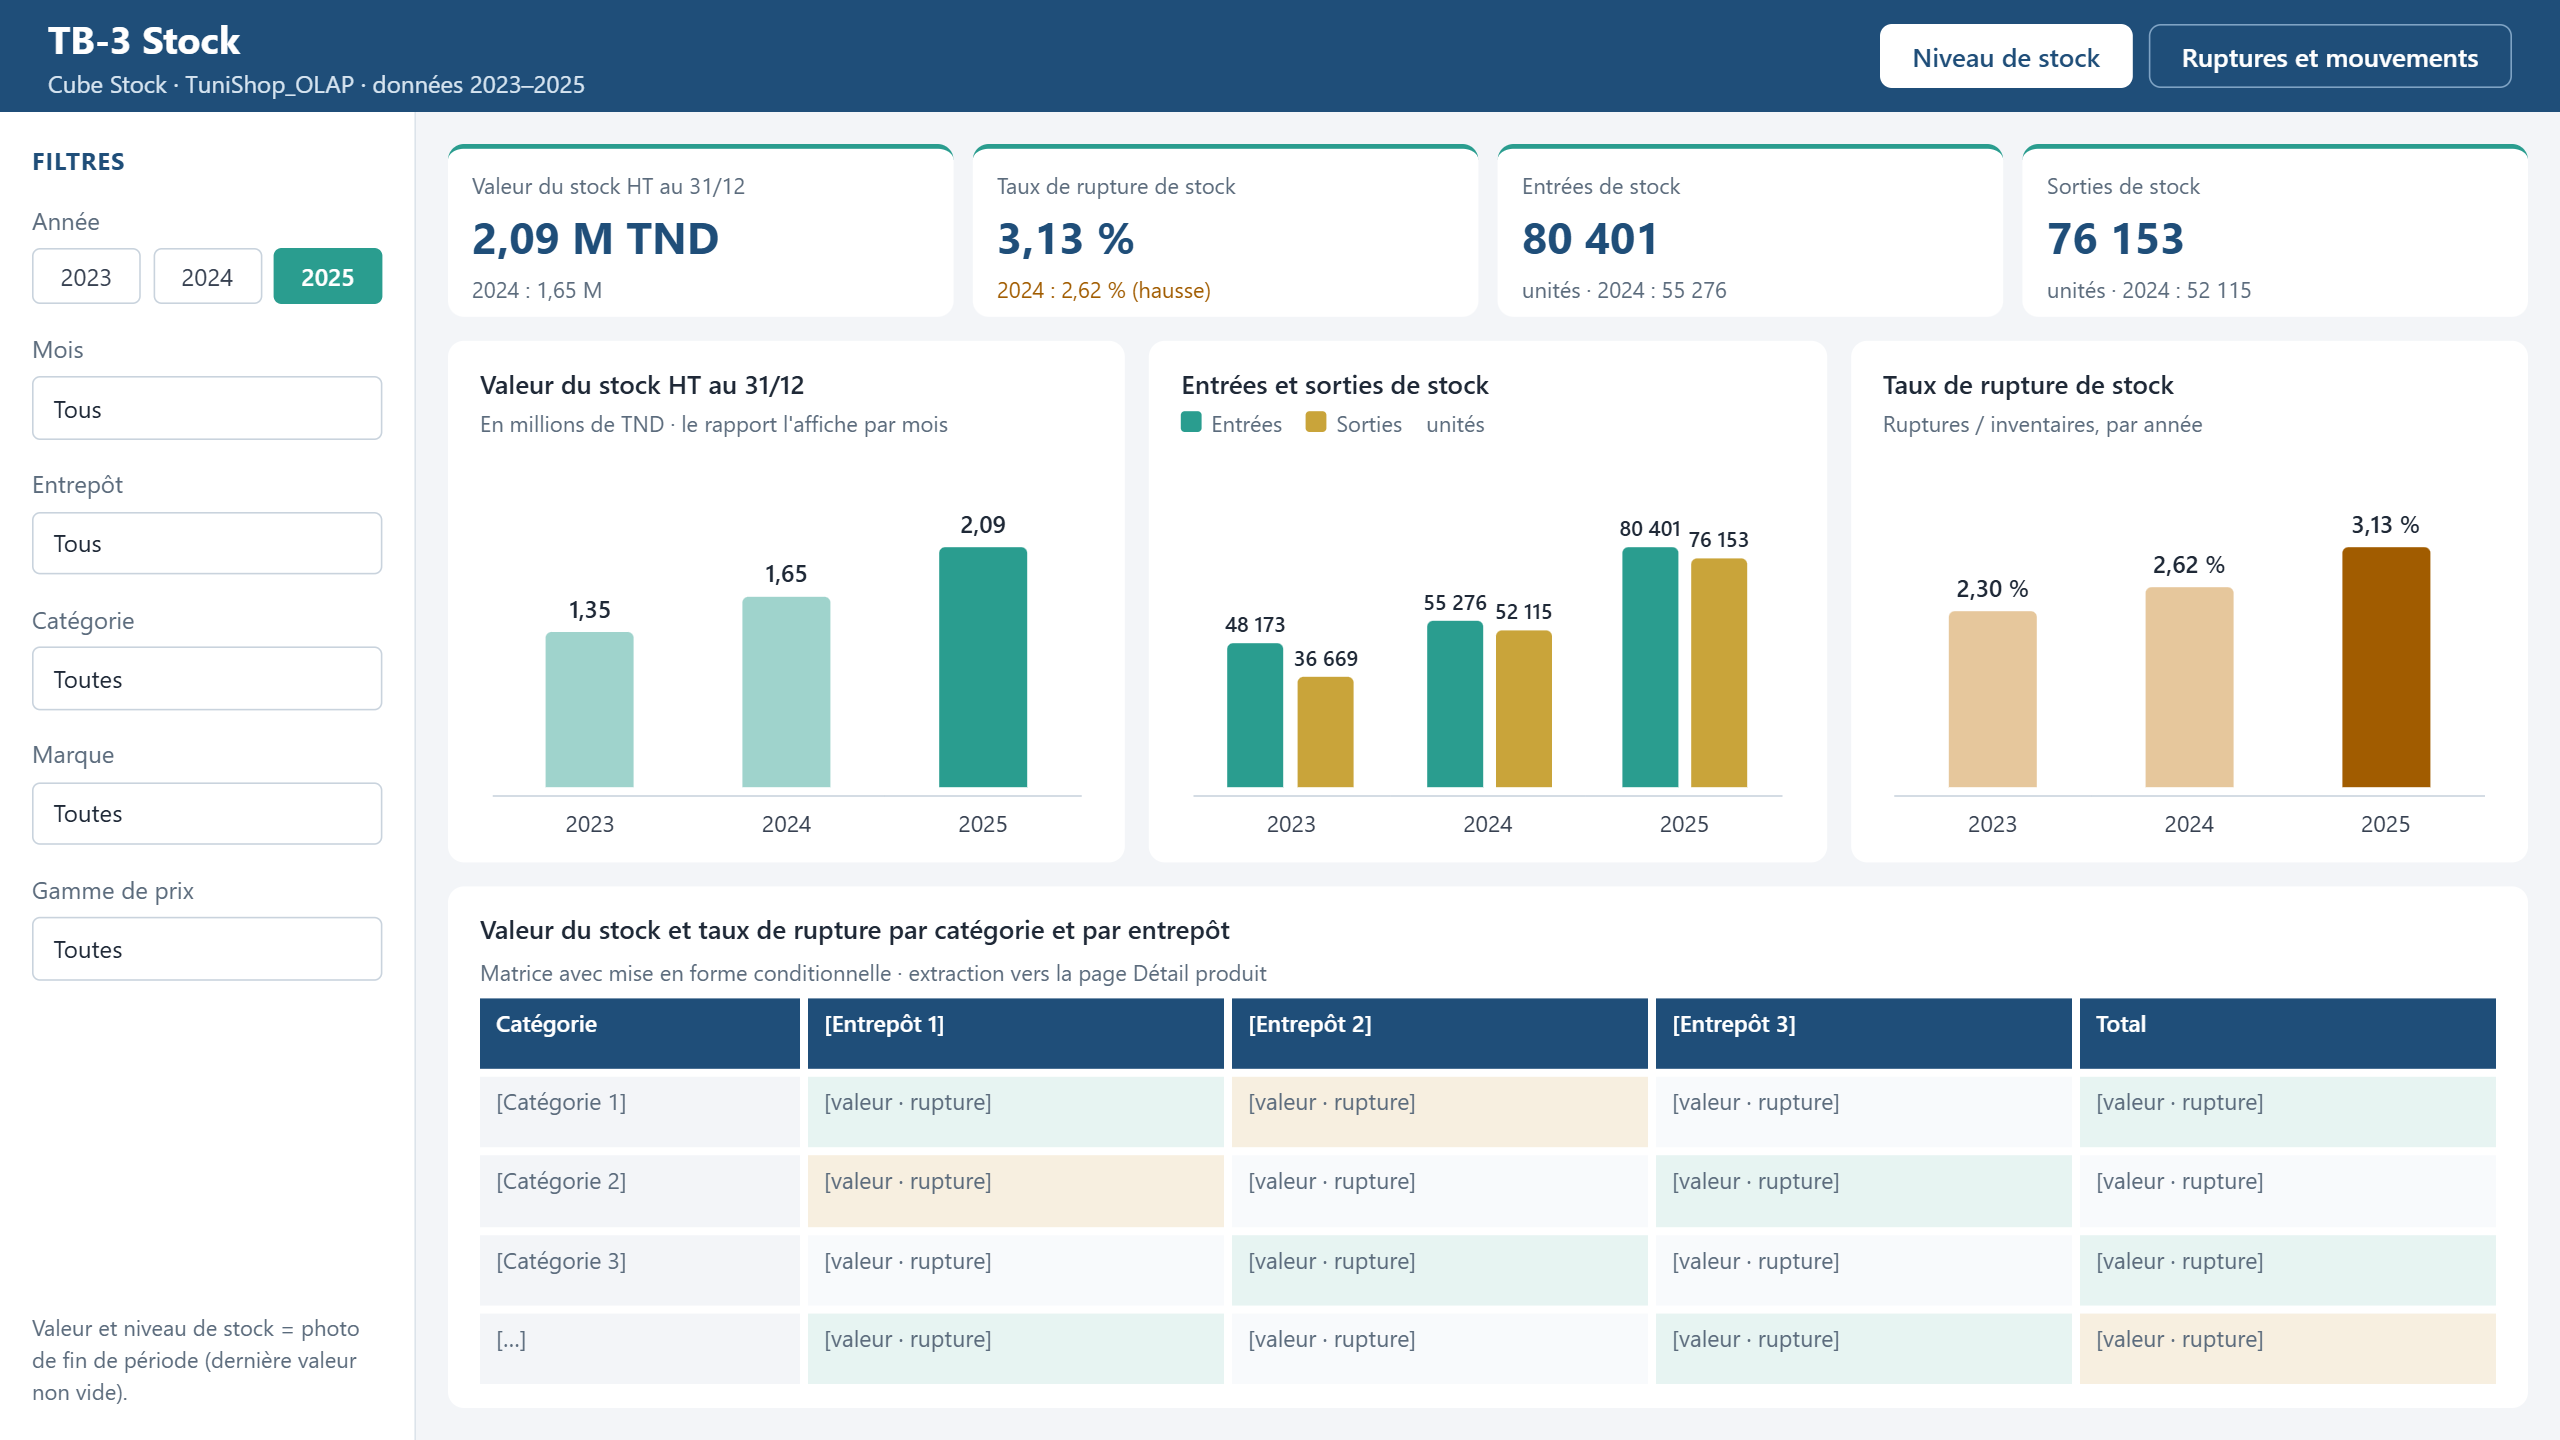 TB-3 Stock
Cube Stock · TuniShop_OLAP · données 2023–2025
Niveau de stock
Ruptures et mouvements
FILTRES
Année
2023
2024
2025
Mois
Tous
Entrepôt
Tous
Catégorie
Toutes
Marque
Toutes
Gamme de prix
Toutes
Valeur et niveau de stock = photo
de fin de période (dernière valeur
non vide).
Valeur du stock HT au 31/12
2,09 M TND
2024 : 1,65 M
Taux de rupture de stock
3,13 %
2024 : 2,62 % (hausse)
Entrées de stock
80 401
unités · 2024 : 55 276
Sorties de stock
76 153
unités · 2024 : 52 115
Valeur du stock HT au 31/12
En millions de TND · le rapport l'affiche par mois
1,35
1,65
2,09
2023
2024
2025
Entrées et sorties de stock
Entrées
Sorties
unités
48 173
36 669
55 276
52 115
80 401
76 153
2023
2024
2025
Taux de rupture de stock
Ruptures / inventaires, par année
2,30 %
2,62 %
3,13 %
2023
2024
2025
Valeur du stock et taux de rupture par catégorie et par entrepôt
Matrice avec mise en forme conditionnelle · extraction vers la page Détail produit
Catégorie [Entrepôt 1] [Entrepôt 2] [Entrepôt 3] Total
[Catégorie 1] [valeur · rupture] [valeur · rupture] [valeur · rupture] [valeur · rupture]
[Catégorie 2] [valeur · rupture] [valeur · rupture] [valeur · rupture] [valeur · rupture]
[Catégorie 3] [valeur · rupture] [valeur · rupture] [valeur · rupture] [valeur · rupture]
[…] [valeur · rupture] [valeur · rupture] [valeur · rupture] [valeur · rupture]